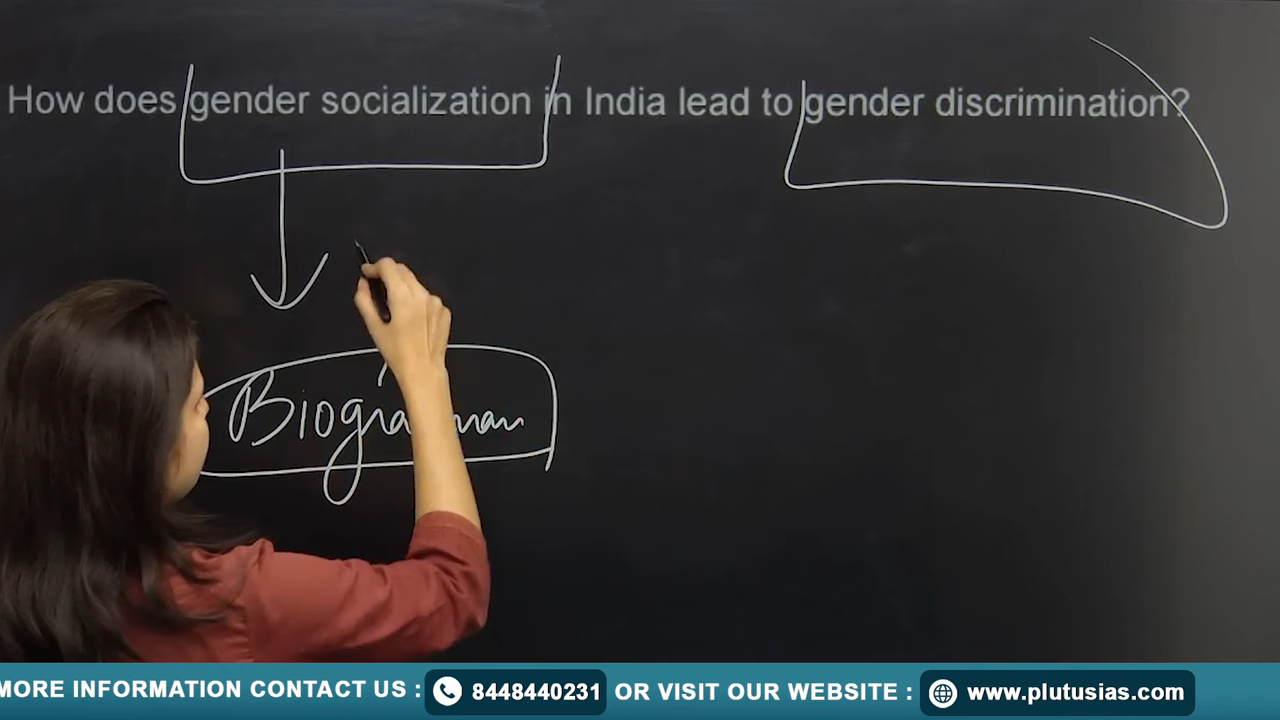 How does gender socialization in India lead to gender discrimination?
MORE INFORMATION CONTACT US : 8448440231 OR VISIT OUR WEBSITE : www.plutusias.com